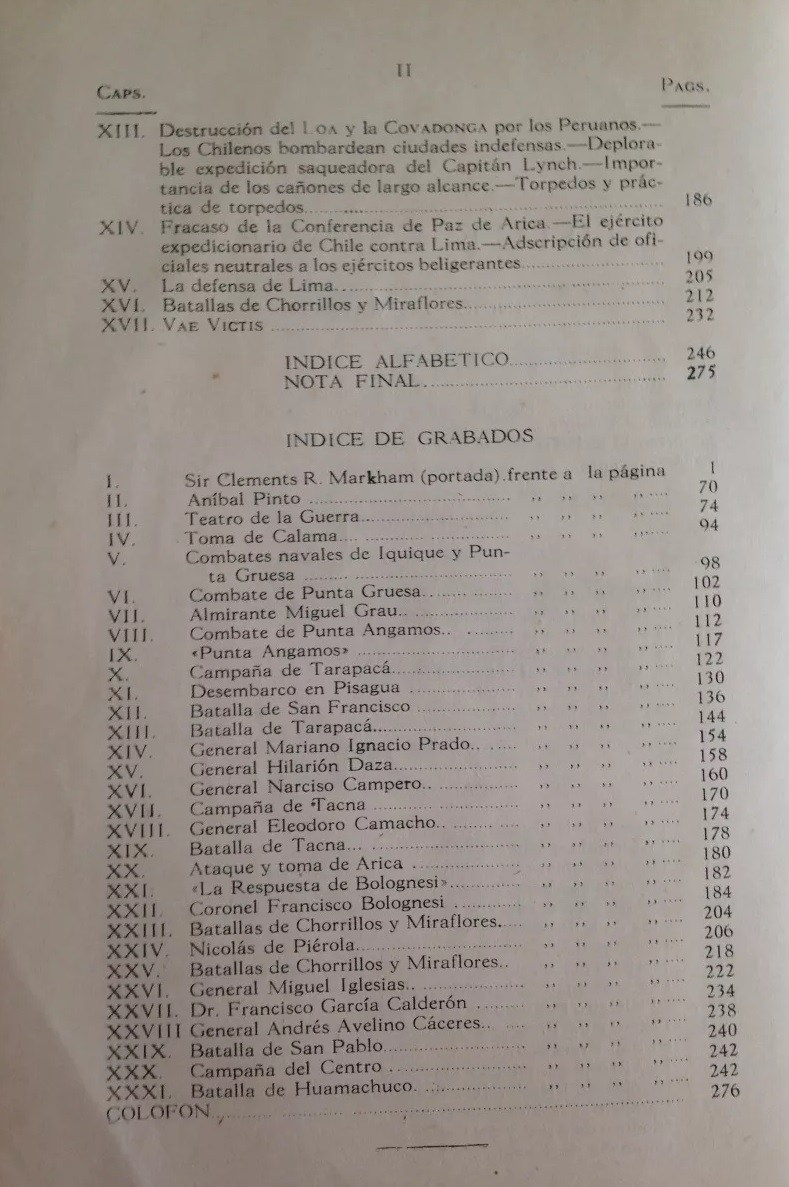 II
CAPS. PAGS.
XIII. Destrucción del LOA y la COVADONGA por los Peruanos.—
Los Chilenos bombardean ciudades indefensas.—Deplora-
ble expedición saqueadora del Capitán Lynch.—Impor-
tancia de los cañones de largo alcance.—Torpedos y prác-
tica de torpedos................ 186
XIV. Fracaso de la Conferencia de Paz de Arica.—El ejército
expedicionario de Chile contra Lima.—Adscripción de ofi-
ciales neutrales a los ejércitos beligerantes................ 199
XV. La defensa de Lima................ 205
XVI. Batallas de Chorrillos y Miraflores................ 212
XVII. VAE VICTIS ................ 232
INDICE ALFABETICO................ 246
NOTA FINAL................ 275
INDICE DE GRABADOS
I. Sir Clements R. Markham (portada).frente a la página 1
II. Aníbal Pinto ................ ,, ,, ,, ,, .... 70
III. Teatro de la Guerra................ ,, ,, ,, ,, .... 74
IV. Toma de Calama................ ,, ,, ,, ,, .... 94
V. Combates navales de Iquique y Pun-
ta Gruesa ................ ,, ,, ,, ,, .... 98
VI. Combate de Punta Gruesa................ ,, ,, ,, ,, .... 102
VII. Almirante Miguel Grau................ ,, ,, ,, ,, .... 110
VIII. Combate de Punta Angamos................ ,, ,, ,, ,, .... 112
IX. «Punta Angamos» ................ ,, ,, ,, ,, .... 117
X. Campaña de Tarapacá................ ,, ,, ,, ,, .... 122
XI. Desembarco en Pisagua ................ ,, ,, ,, ,, .... 130
XII. Batalla de San Francisco ................ ,, ,, ,, ,, .... 136
XIII. Batalla de Tarapacá................ ,, ,, ,, ,, .... 144
XIV. General Mariano Ignacio Prado........ ,, ,, ,, ,, .... 154
XV. General Hilarión Daza................ ,, ,, ,, ,, .... 158
XVI. General Narciso Campero................ ,, ,, ,, ,, .... 160
XVII. Campaña de Tacna ................ ,, ,, ,, ,, .... 170
XVIII. General Eleodoro Camacho................ ,, ,, ,, ,, .... 174
XIX. Batalla de Tacna................ ,, ,, ,, ,, .... 178
XX. Ataque y toma de Arica ................ ,, ,, ,, ,, .... 180
XXI. «La Respuesta de Bolognesi»................ ,, ,, ,, ,, .... 182
XXII. Coronel Francisco Bolognesi ................ ,, ,, ,, ,, .... 184
XXIII. Batallas de Chorrillos y Miraflores..... ,, ,, ,, ,, .... 204
XXIV. Nicolás de Piérola................ ,, ,, ,, ,, .... 206
XXV. Batallas de Chorrillos y Miraflores.. ,, ,, ,, ,, .... 218
XXVI. General Miguel Iglesias................ ,, ,, ,, ,, .... 222
XXVII. Dr. Francisco García Calderón ........ ,, ,, ,, ,, .... 234
XXVIII General Andrés Avelino Cáceres...... ,, ,, ,, ,, .... 238
XXIX. Batalla de San Pablo................ ,, ,, ,, ,, .... 240
XXX. Campaña del Centro ................ ,, ,, ,, ,, .... 242
XXXI. Batalla de Huamachuco................ ,, ,, ,, ,, .... 242
COLOFON................ 276